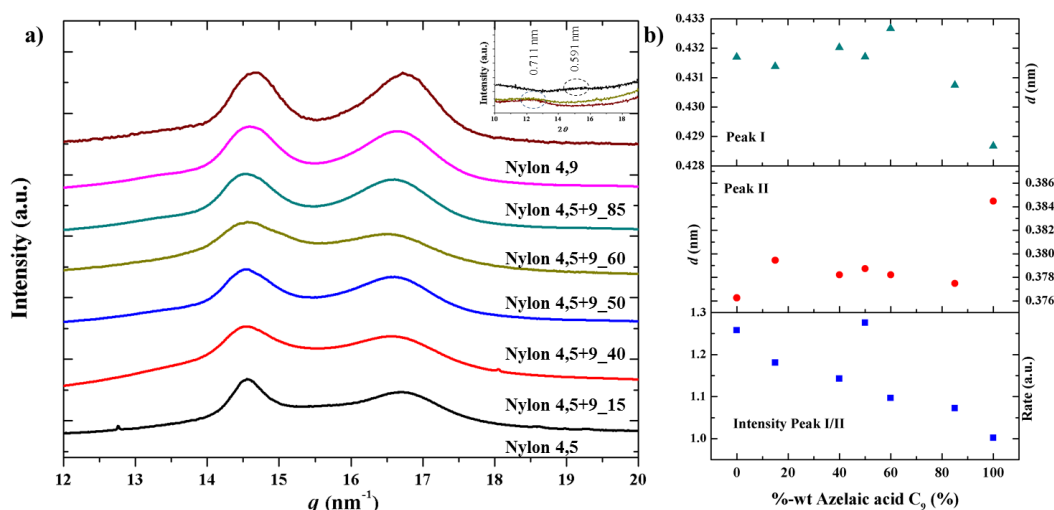 a)
Intensity (a.u.)
Nylon 4,9
Nylon 4,5+9_85
Nylon 4,5+9_60
Nylon 4,5+9_50
Nylon 4,5+9_40
Nylon 4,5+9_15
Nylon 4,5
12 13 14 15 16 17 18 19 20
q (nm⁻¹)
Intensity (a.u.)
0.711 nm
0.591 nm
10 12 14 16 18
2θ
b)
0.433
0.432
0.431
0.430
0.429
0.428
d (nm)
Peak I
Peak II
d (nm)
0.386
0.384
0.382
0.380
0.378
0.376
1.3
1.2
1.1
1.0
Rate (a.u.)
Intensity Peak I/II
0 20 40 60 80 100
%-wt Azelaic acid C₉ (%)